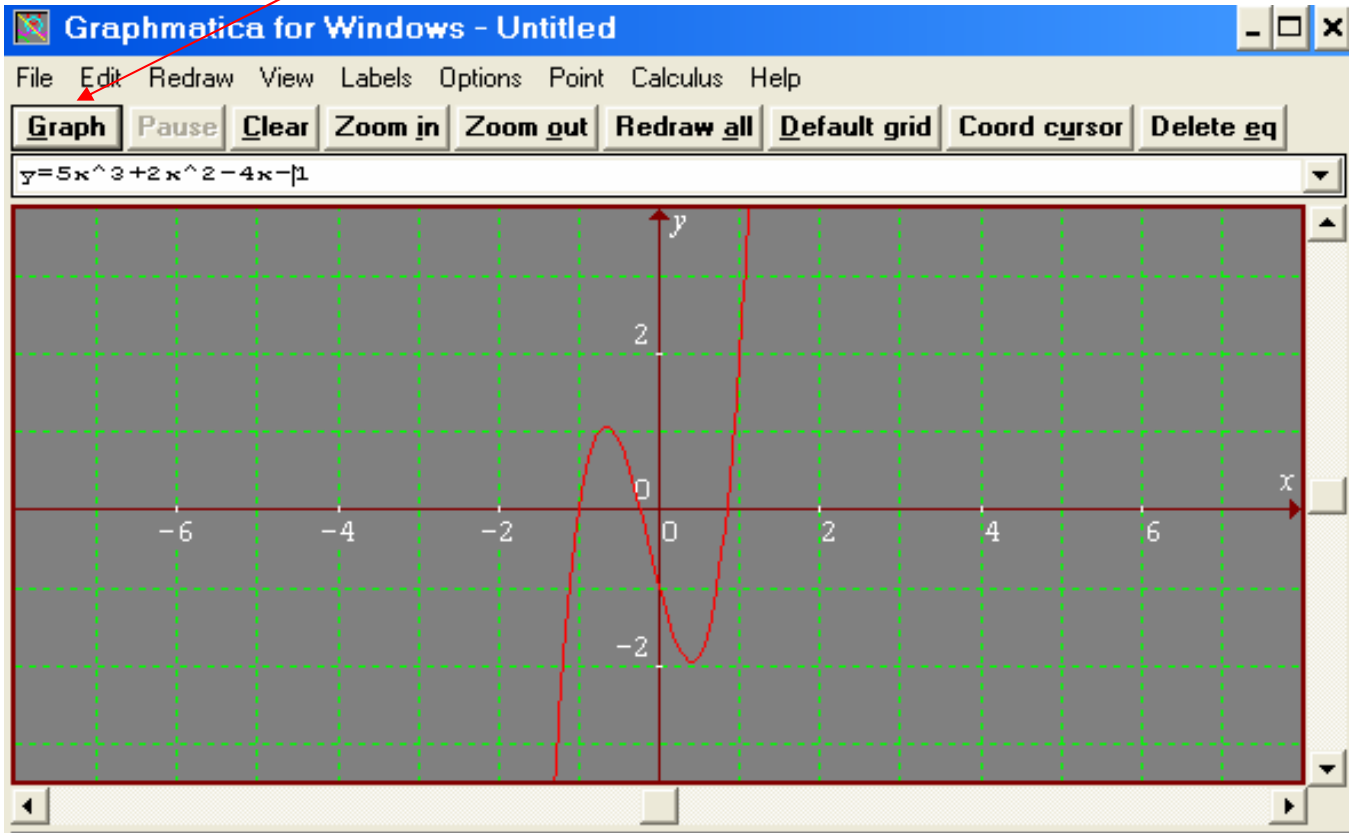 Graphmatica for Windows - Untitled
File Edit Redraw View Labels Options Point Calculus Help
Graph Pause Clear Zoom in Zoom out Redraw all Default grid Coord cursor Delete eq
y=5x^3+2x^2-4x-1
y
2
0
x
-6 -4 -2 0 2 4 6
-2